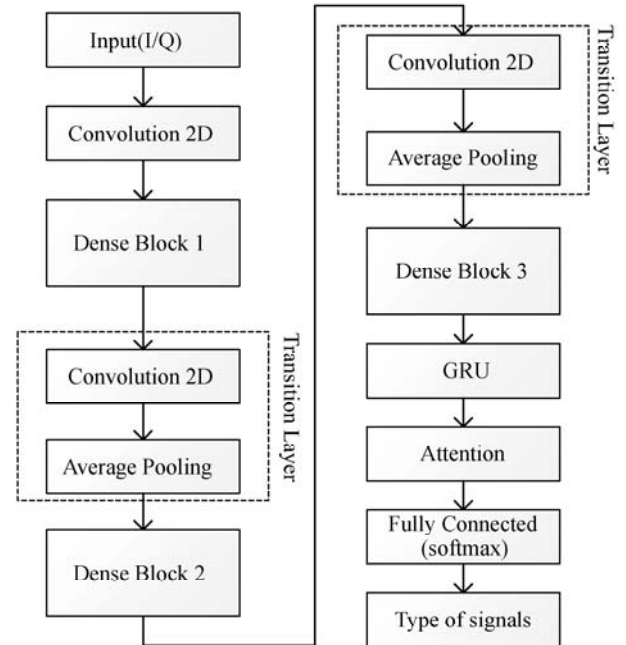 Input(I/Q)
Convolution 2D
Dense Block 1
Convolution 2D
Average Pooling
Transition Layer
Dense Block 2
Convolution 2D
Average Pooling
Transition Layer
Dense Block 3
GRU
Attention
Fully Connected
(softmax)
Type of signals